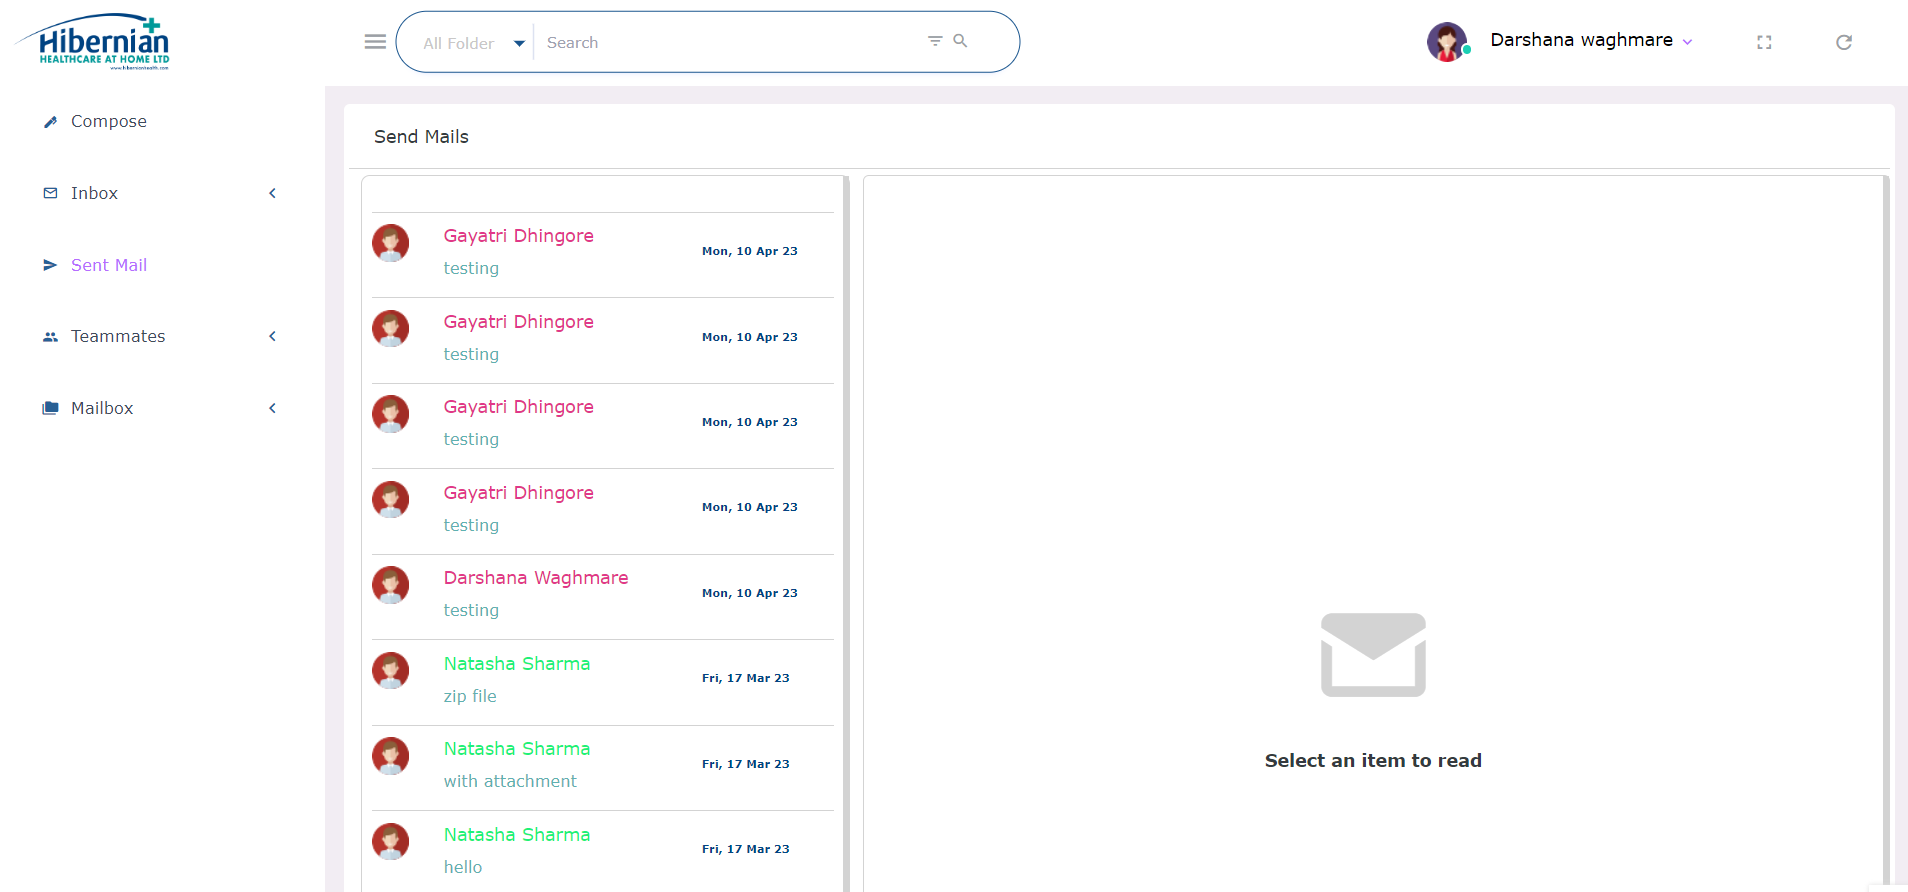 Hibernian
HEALTHCARE AT HOME LTD
www.hibernianhealth.com
All Folder
Search
Darshana waghmare
Compose
Inbox
Sent Mail
Teammates
Mailbox
Send Mails
Gayatri Dhingore
Mon, 10 Apr 23
testing
Gayatri Dhingore
Mon, 10 Apr 23
testing
Gayatri Dhingore
Mon, 10 Apr 23
testing
Gayatri Dhingore
Mon, 10 Apr 23
testing
Darshana Waghmare
Mon, 10 Apr 23
testing
Natasha Sharma
Fri, 17 Mar 23
zip file
Natasha Sharma
Fri, 17 Mar 23
with attachment
Natasha Sharma
Fri, 17 Mar 23
hello
Select an item to read